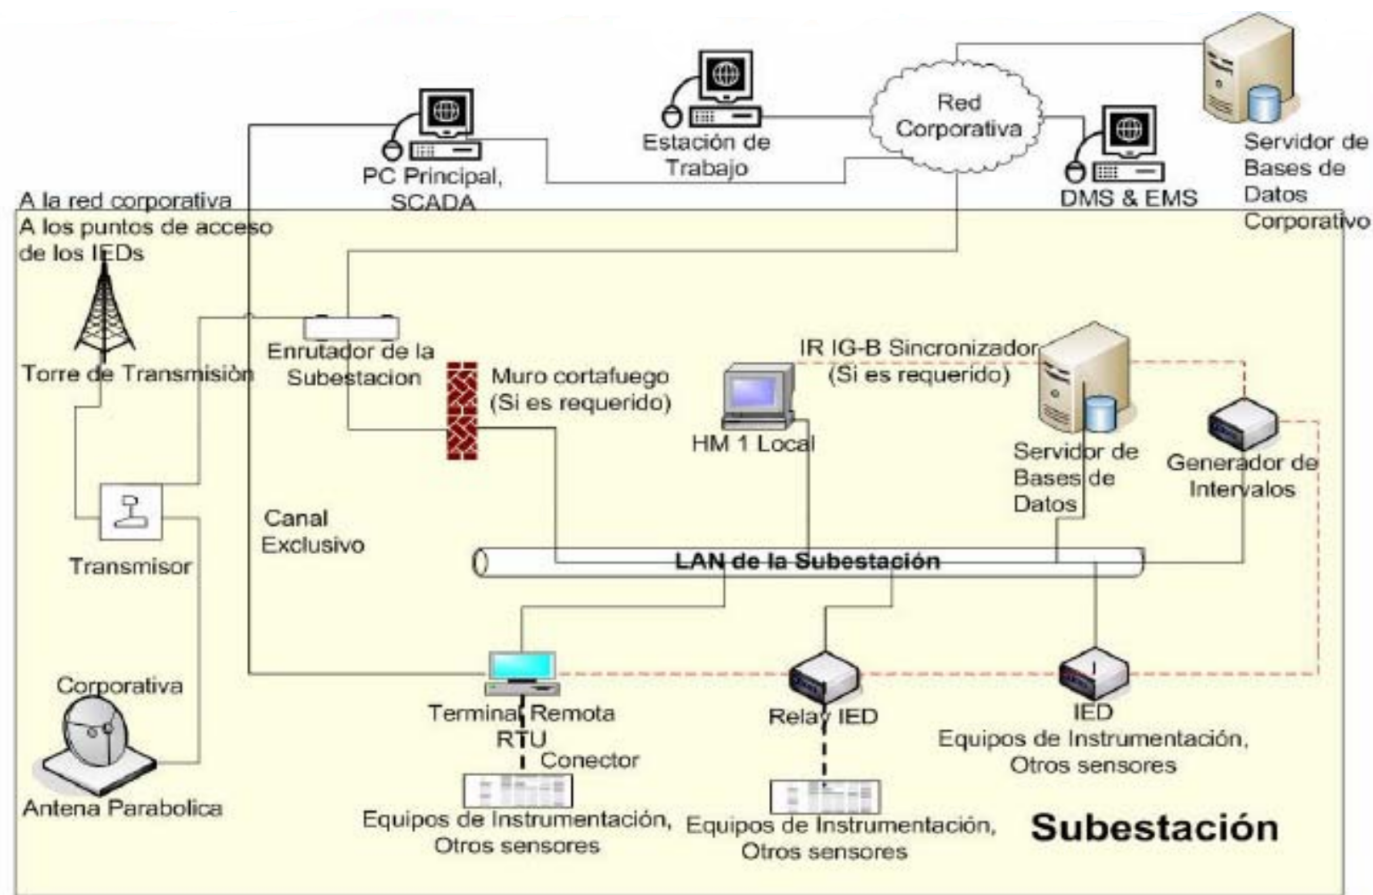 Red
Corporativa
Estación de
Trabajo
Servidor de
Bases de
Datos
Corporativo
PC Principal,
SCADA
DMS & EMS
A la red corporativa
A los puntos de acceso
de los IEDs
Torre de Transmisiòn
Enrutador de la
Subestacion
Muro cortafuego
(Si es requerido)
IR IG-B Sincronizador
(Si es requerido)
HM 1 Local
Servidor de
Bases de
Datos
Generador de
Intervalos
Canal
Exclusivo
Transmisor
LAN de la Subestación
Corporativa
Antena Parabolica
Terminal Remota
RTU
Conector
Equipos de Instrumentación,
Otros sensores
Relay IED
Equipos de Instrumentación,
Otros sensores
IED
Equipos de Instrumentación,
Otros sensores
Subestación